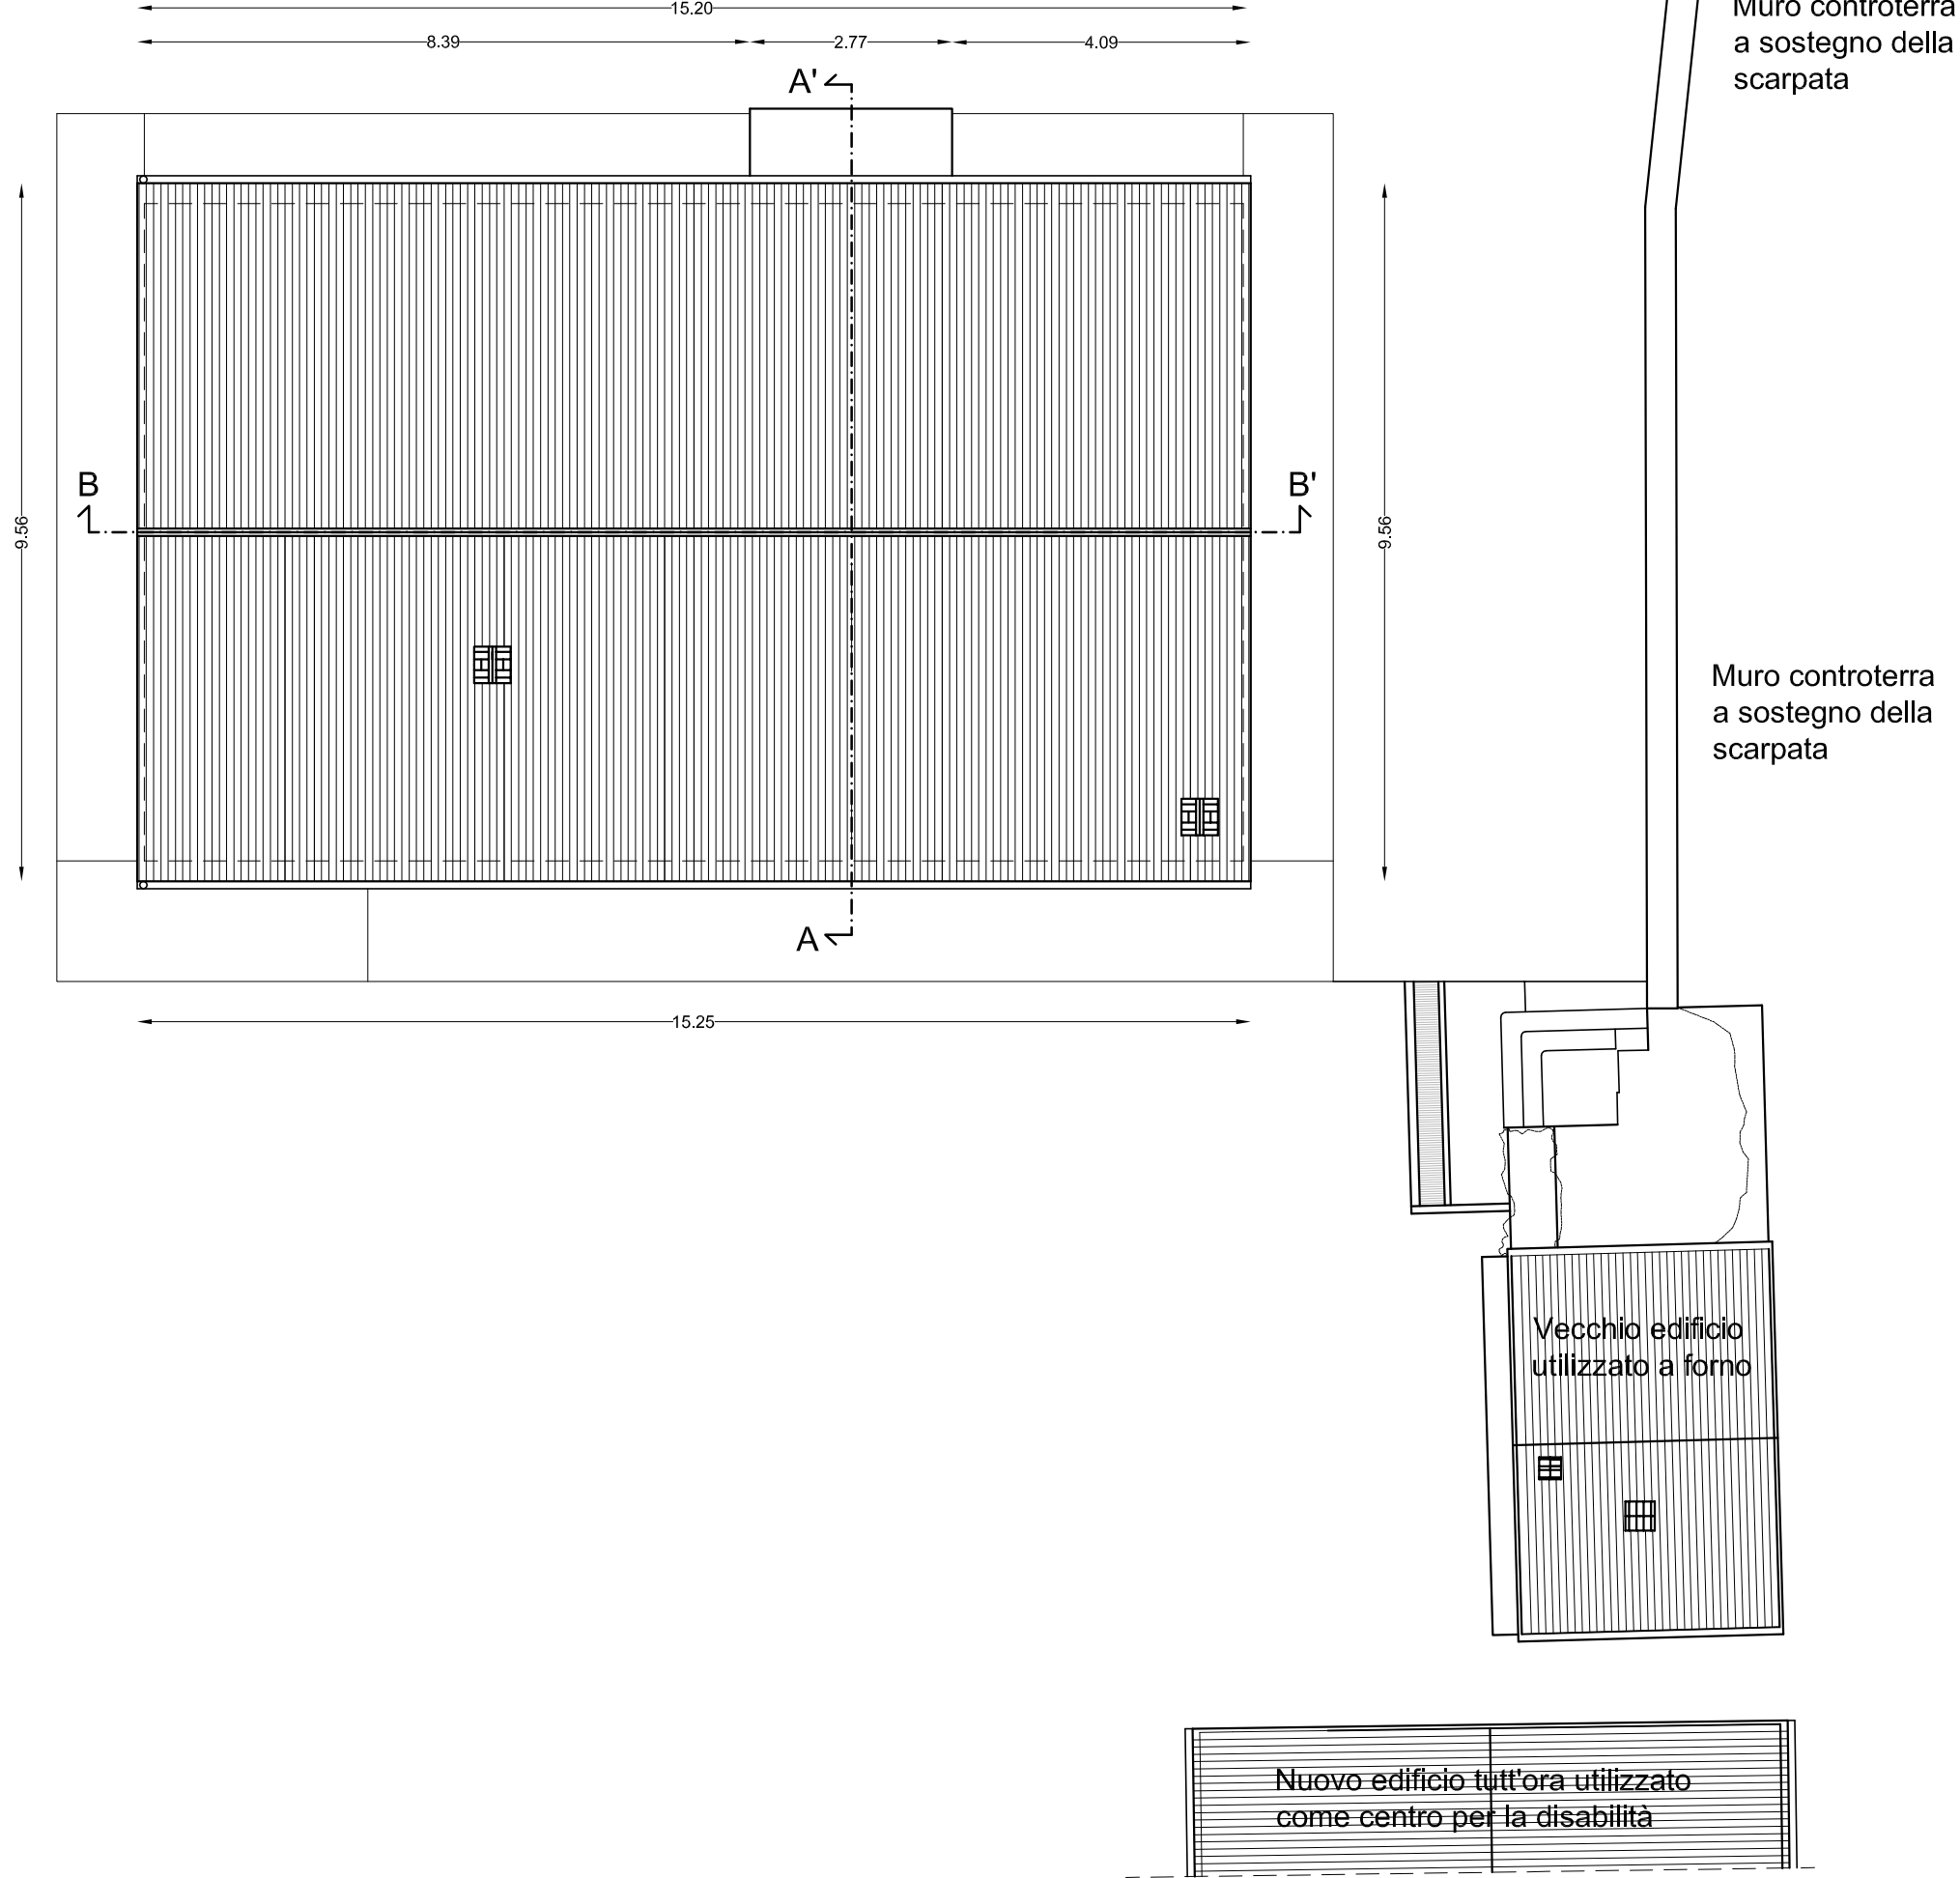 15.20
Muro controterra
a sostegno della
scarpata
8.39
2.77
4.09
A'
B
B'
9.56
9.56
Muro controterra
a sostegno della
scarpata
A
15.25
Vecchio edificio
utilizzato a forno
Nuovo edificio tutt'ora utilizzato
come centro per la disabilità